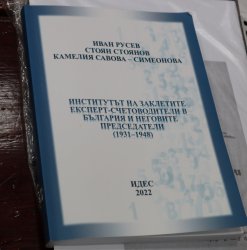 ИВАН РУСЕВ
СТОЯН СТОЯНОВ
КАМЕЛИЯ САВОВА – СИМЕОНОВА
ИНСТИТУТЪТ НА ЗАКЛЕТИТЕ
ЕКСПЕРТ-СЧЕТОВОДИТЕЛИ В
БЪЛГАРИЯ И НЕГОВИТЕ
ПРЕДСЕДАТЕЛИ
(1931–1948)
ИДЕС
2022